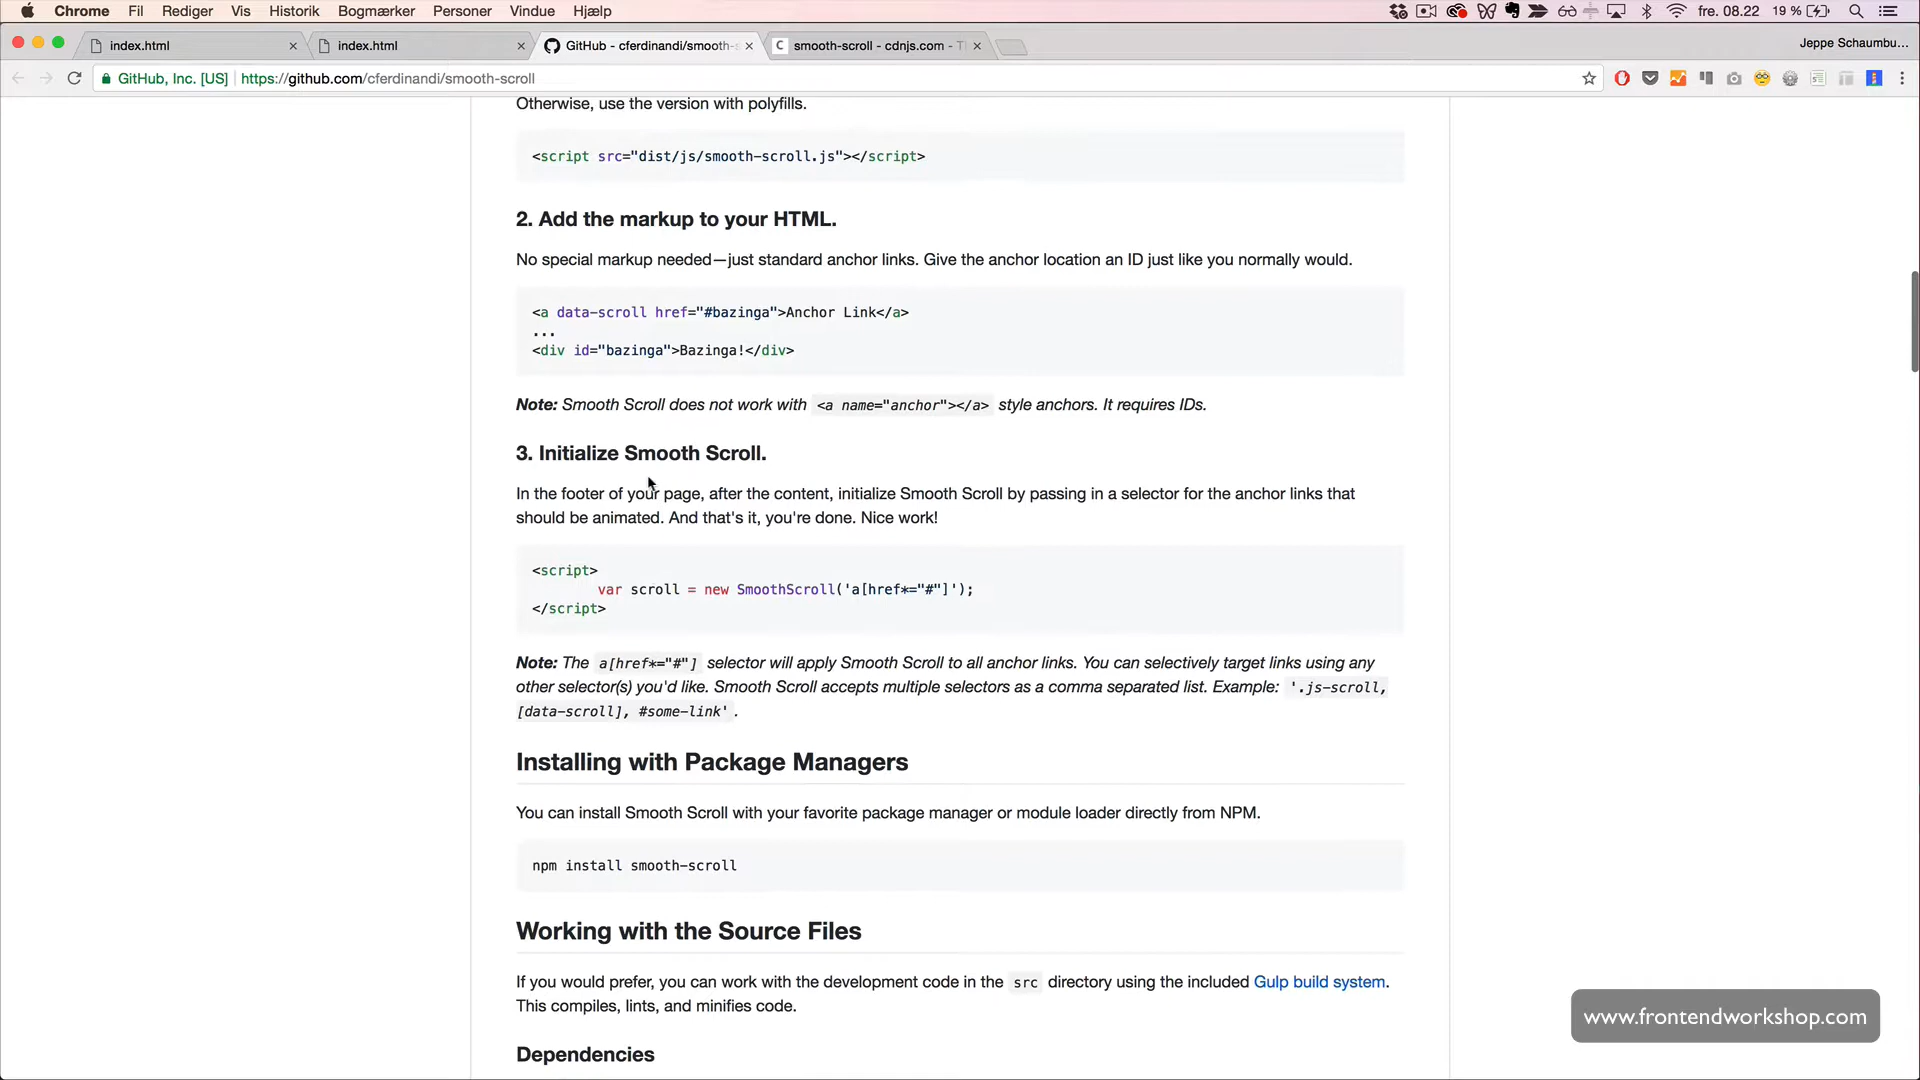 Chrome Fil Rediger Vis Historik Bogmærker Personer Vindue Hjælp fre. 08.22 19 %
index.html index.html GitHub - cferdinandi/smooth- smooth-scroll - cdnjs.com - T Jeppe Schaumbu...
GitHub, Inc. [US] https://github.com/cferdinandi/smooth-scroll
Otherwise, use the version with polyfills.
<script src="dist/js/smooth-scroll.js"></script>
2. Add the markup to your HTML.
No special markup needed—just standard anchor links. Give the anchor location an ID just like you normally would.
<a data-scroll href="#bazinga">Anchor Link</a>
...
<div id="bazinga">Bazinga!</div>
Note: Smooth Scroll does not work with <a name="anchor"></a> style anchors. It requires IDs.
3. Initialize Smooth Scroll.
In the footer of your page, after the content, initialize Smooth Scroll by passing in a selector for the anchor links that
should be animated. And that's it, you're done. Nice work!
<script>
var scroll = new SmoothScroll('a[href*="#"]');
</script>
Note: The a[href*="#"] selector will apply Smooth Scroll to all anchor links. You can selectively target links using any
other selector(s) you'd like. Smooth Scroll accepts multiple selectors as a comma separated list. Example: '.js-scroll,
[data-scroll], #some-link'.
Installing with Package Managers
You can install Smooth Scroll with your favorite package manager or module loader directly from NPM.
npm install smooth-scroll
Working with the Source Files
If you would prefer, you can work with the development code in the src directory using the included Gulp build system.
This compiles, lints, and minifies code.
www.frontendworkshop.com
Dependencies